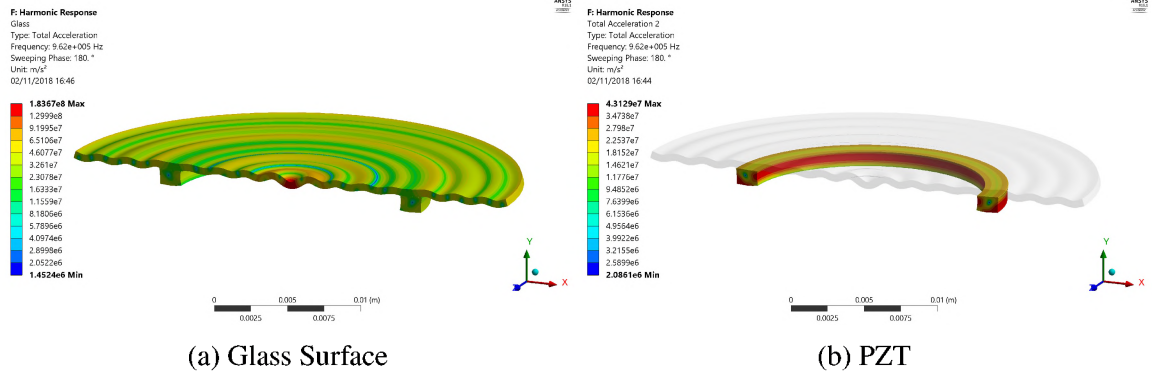 F: Harmonic Response
Glass
Type: Total Acceleration
Frequency: 9.62e+005 Hz
Sweeping Phase: 180. °
Unit: m/s²
02/11/2018 16:46
1.8367e8 Max
1.2999e8
9.1995e7
6.5106e7
4.6077e7
3.261e7
2.3078e7
1.6333e7
1.1559e7
8.1806e6
5.7896e6
4.0974e6
2.8998e6
2.0522e6
1.4524e6 Min
Y
X
0 0.005 0.01 (m)
0.0025 0.0075
(a) Glass Surface
ANSYS
F: Harmonic Response
Total Acceleration 2
Type: Total Acceleration
Frequency: 9.62e+005 Hz
Sweeping Phase: 180. °
Unit: m/s²
02/11/2018 16:44
4.3129e7 Max
3.4738e7
2.798e7
2.2537e7
1.8152e7
1.4621e7
1.1776e7
9.4852e6
7.6399e6
6.1536e6
4.9564e6
3.9922e6
3.2155e6
2.5899e6
2.0861e6 Min
Y
X
0 0.005 0.01 (m)
0.0025 0.0075
(b) PZT
ANSYS